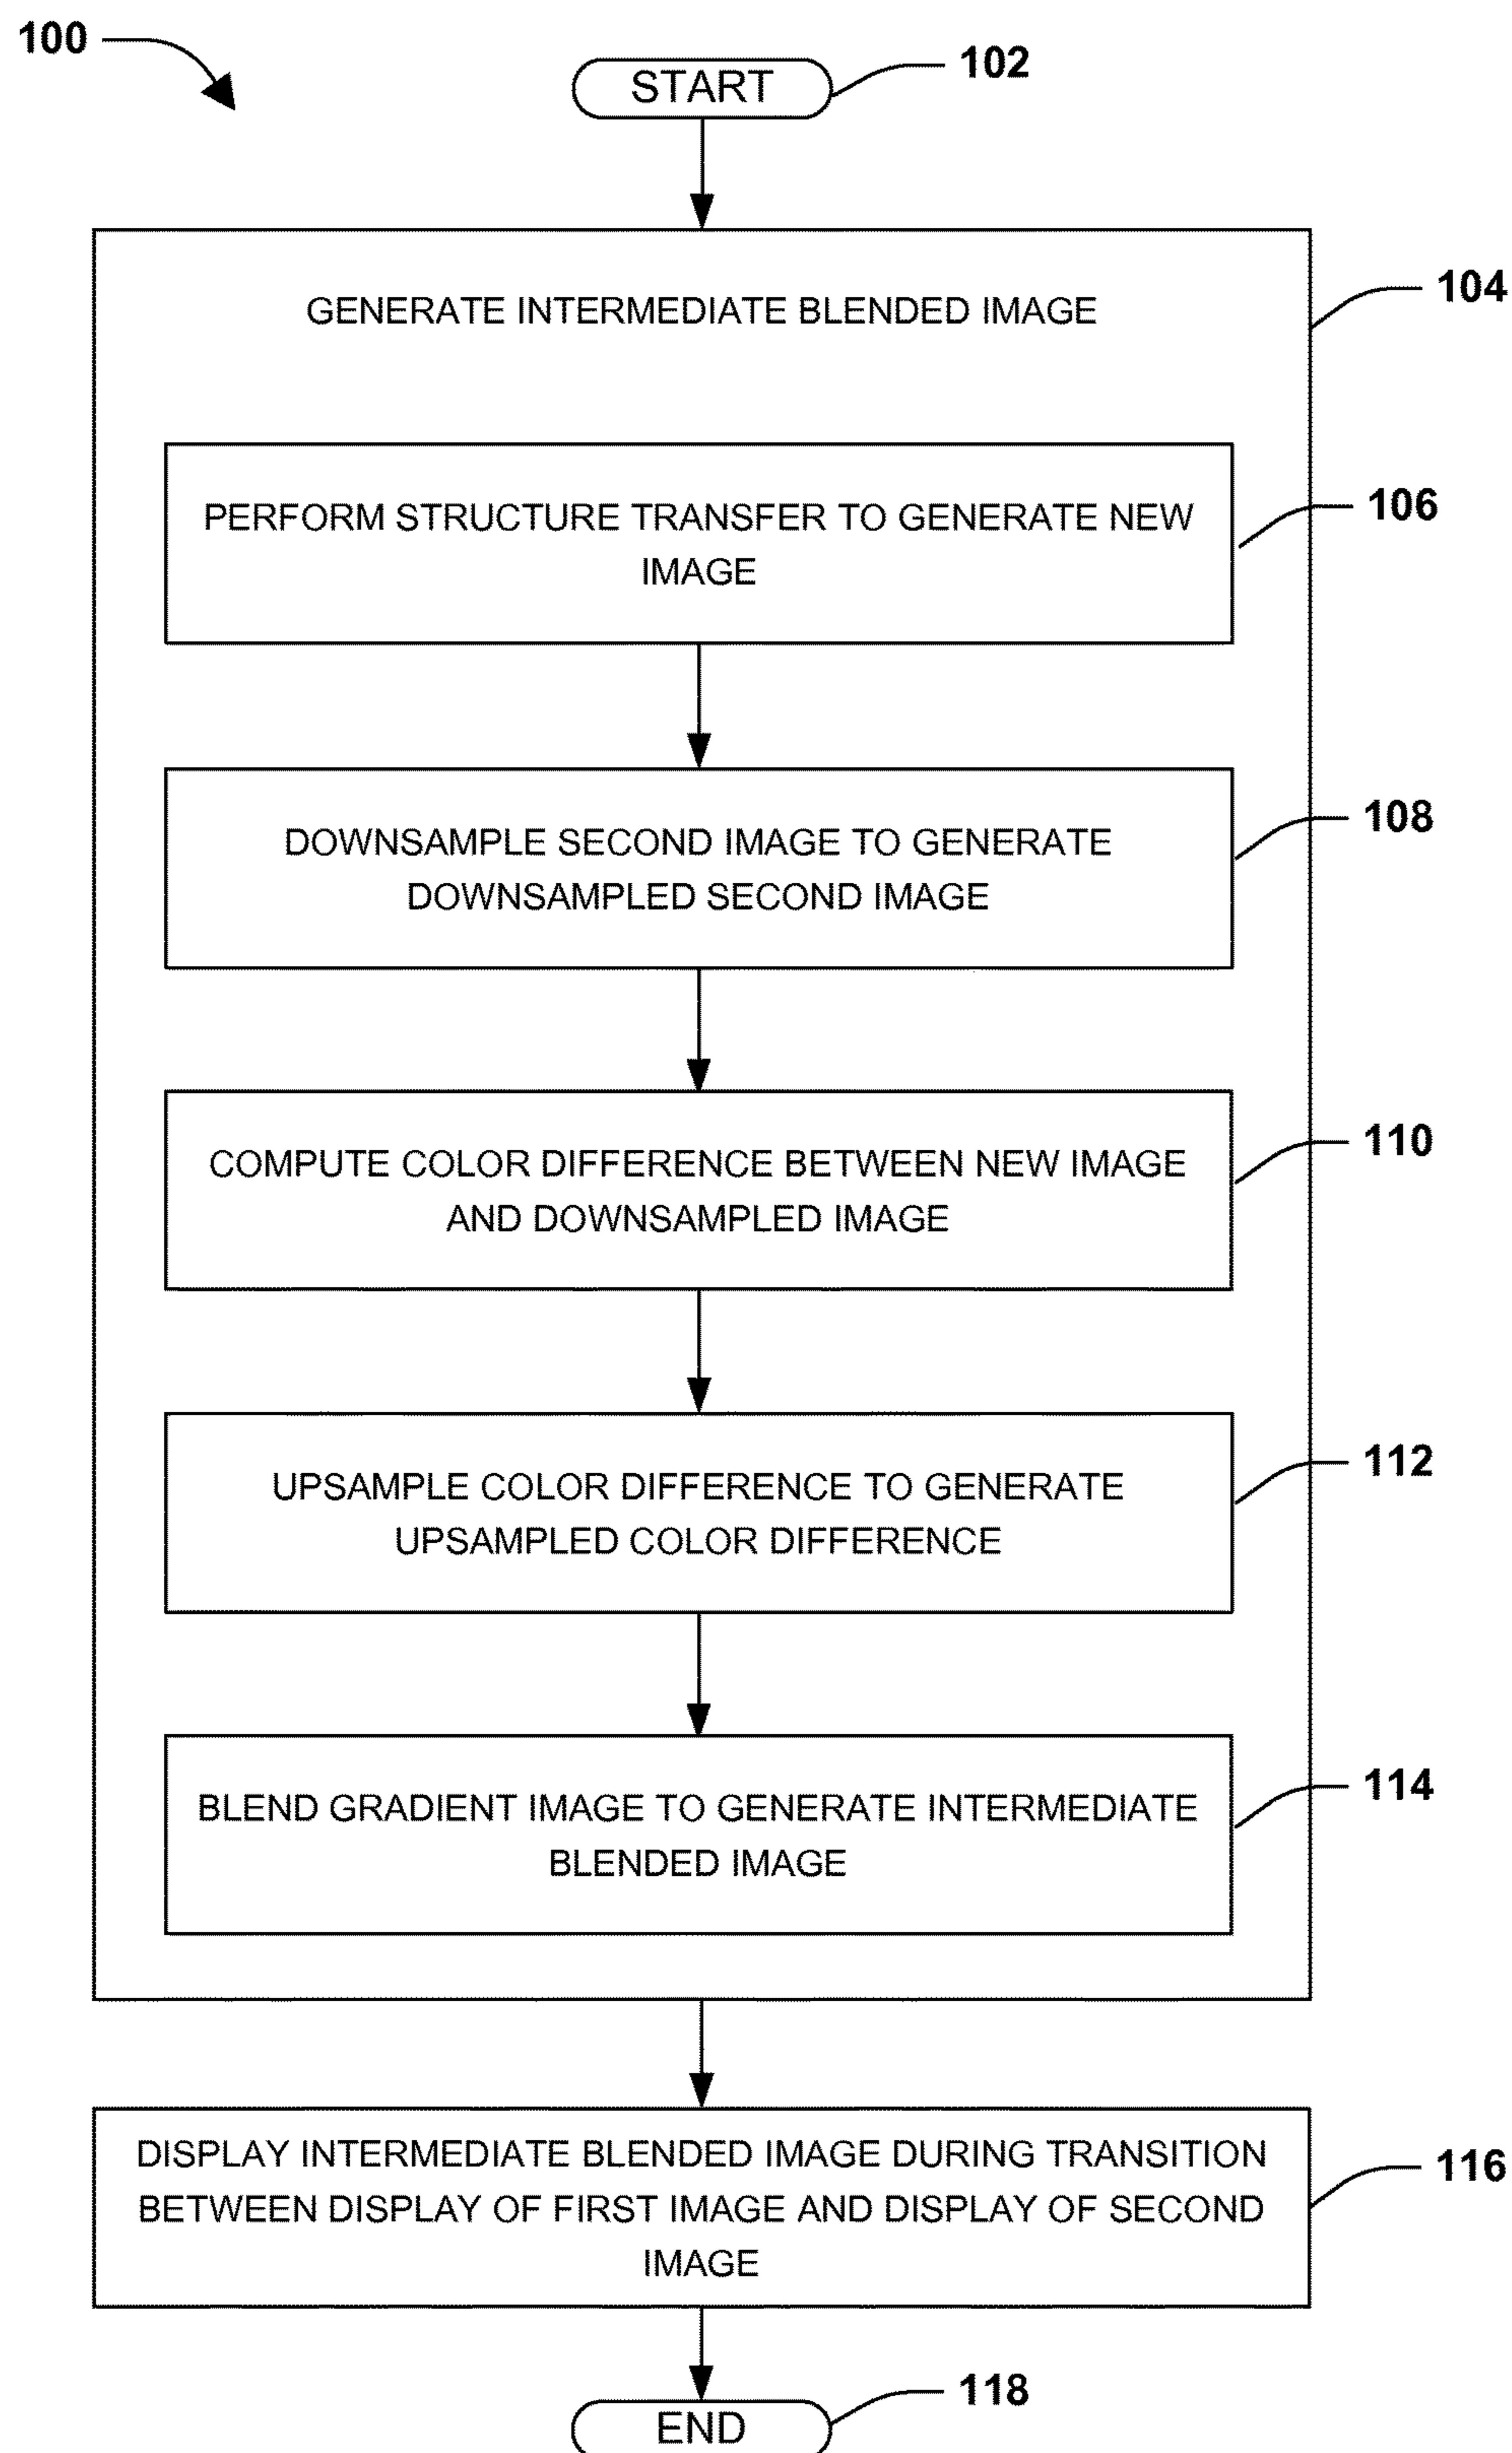 100
START
102
GENERATE INTERMEDIATE BLENDED IMAGE
104
PERFORM STRUCTURE TRANSFER TO GENERATE NEW
IMAGE
106
DOWNSAMPLE SECOND IMAGE TO GENERATE
DOWNSAMPLED SECOND IMAGE
108
COMPUTE COLOR DIFFERENCE BETWEEN NEW IMAGE
AND DOWNSAMPLED IMAGE
110
UPSAMPLE COLOR DIFFERENCE TO GENERATE
UPSAMPLED COLOR DIFFERENCE
112
BLEND GRADIENT IMAGE TO GENERATE INTERMEDIATE
BLENDED IMAGE
114
DISPLAY INTERMEDIATE BLENDED IMAGE DURING TRANSITION
BETWEEN DISPLAY OF FIRST IMAGE AND DISPLAY OF SECOND
IMAGE
116
END
118